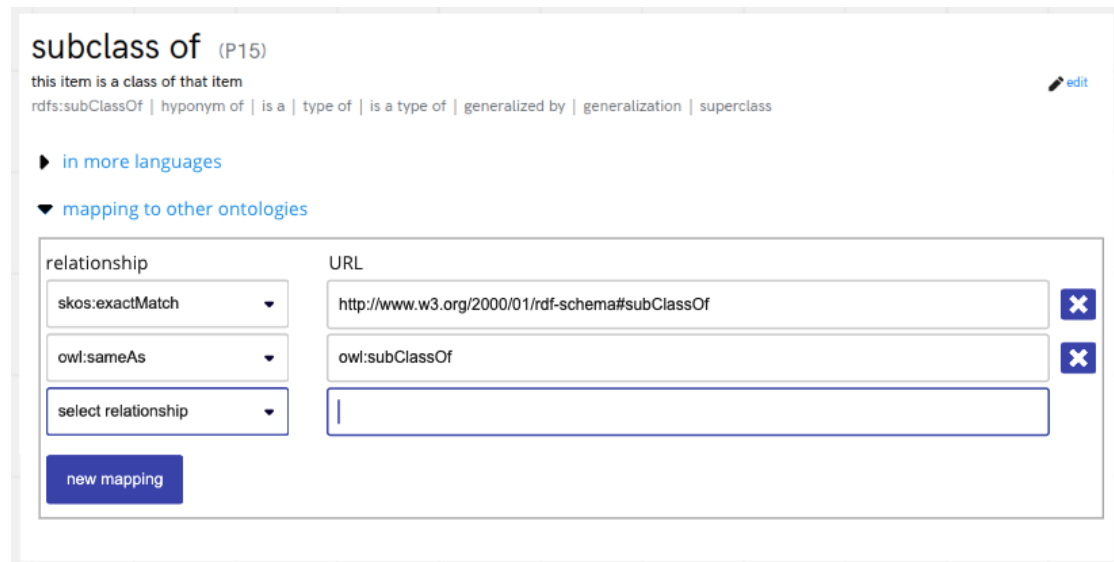 subclass of (P15)
this item is a class of that item
edit
rdfs:subClassOf | hyponym of | is a | type of | is a type of | generalized by | generalization | superclass
in more languages
mapping to other ontologies
relationship URL
skos:exactMatch http://www.w3.org/2000/01/rdf-schema#subClassOf
owl:sameAs owl:subClassOf
select relationship
new mapping